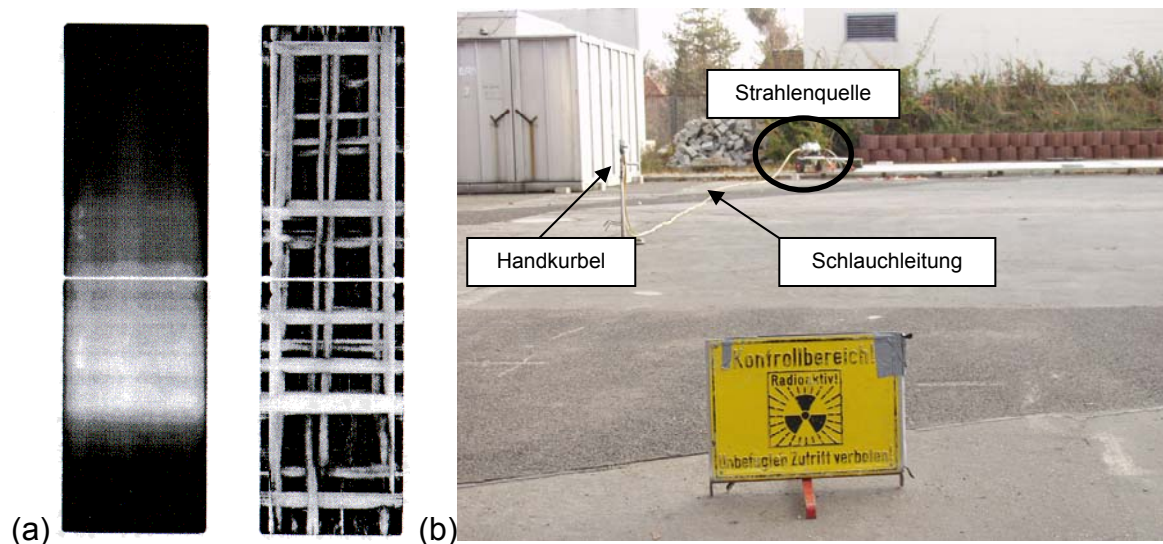 Strahlenquelle
Handkurbel
Schlauchleitung
Kontrollbereich!
Radioaktiv!
Unbefugten Zutritt verboten!
(a)
(b)